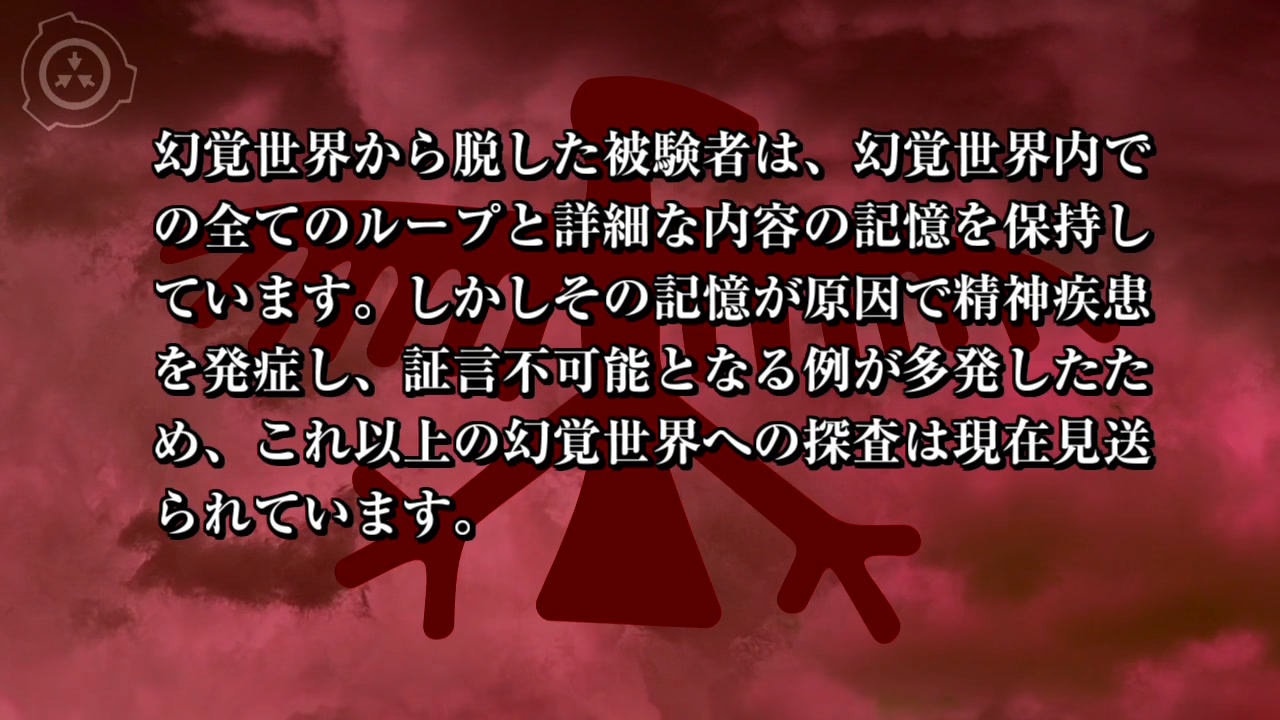 幻覚世界から脱した被験者は、幻覚世界内で
の全てのループと詳細な内容の記憶を保持し
ています。しかしその記憶が原因で精神疾患
を発症し、証言不可能となる例が多発したた
め、これ以上の幻覚世界への探査は現在見送
られています。